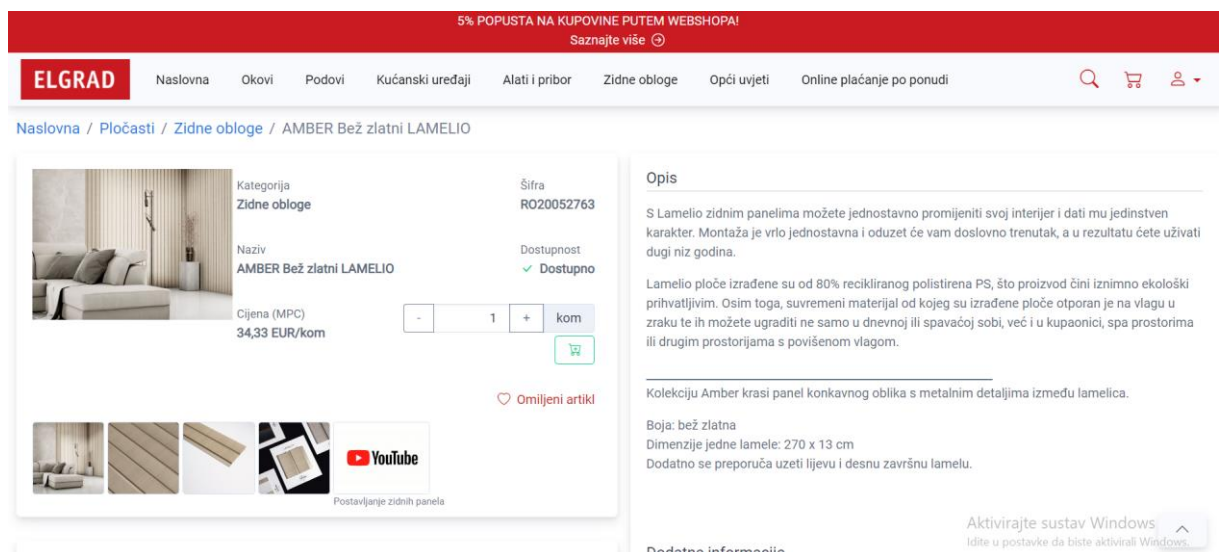 5% POPUSTA NA KUPOVINE PUTEM WEBSHOPA!
Saznajte više
ELGRAD
Naslovna
Okovi
Podovi
Kućanski uređaji
Alati i pribor
Zidne obloge
Opći uvjeti
Online plaćanje po ponudi
Naslovna / Pločasti / Zidne obloge / AMBER Bež zlatni LAMELIO
Kategorija
Zidne obloge
Šifra
RO20052763
Naziv
AMBER Bež zlatni LAMELIO
Dostupnost
Dostupno
Cijena (MPC)
34,33 EUR/kom
- 1 + kom
Omiljeni artikl
YouTube
Postavljanje zidnih panela
Opis
S Lamelio zidnim panelima možete jednostavno promijeniti svoj interijer i dati mu jedinstven
karakter. Montaža je vrlo jednostavna i oduzet će vam doslovno trenutak, a u rezultatu ćete uživati
dugi niz godina.
Lamelio ploče izrađene su od 80% recikliranog polistirena PS, što proizvod čini iznimno ekološki
prihvatljivim. Osim toga, suvremeni materijal od kojeg su izrađene ploče otporan je na vlagu u
zraku te ih možete ugraditi ne samo u dnevnoj ili spavaćoj sobi, već i u kupaonici, spa prostorima
ili drugim prostorijama s povišenom vlagom.
Kolekciju Amber krasi panel konkavnog oblika s metalnim detaljima između lamelica.
Boja: bež zlatna
Dimenzije jedne lamele: 270 x 13 cm
Dodatno se preporuča uzeti lijevu i desnu završnu lamelu.
Dodatne informacije
Aktivirajte sustav Windows
Idite u postavke da biste aktivirali Windows.